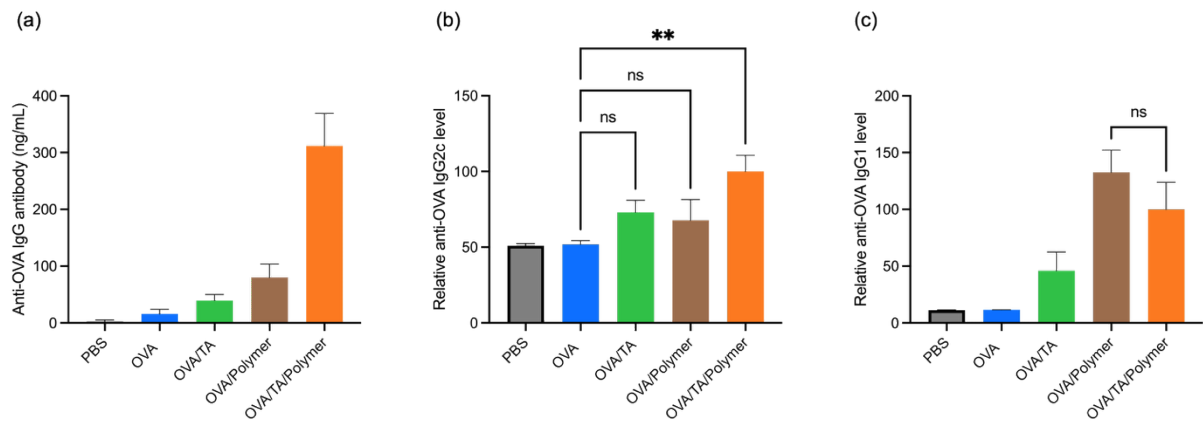 (a)
Anti-OVA IgG antibody (ng/mL)
400
300
200
100
0
PBS
OVA
OVA/TA
OVA/Polymer
OVA/TA/Polymer
(b)
Relative anti-OVA IgG2c level
150
100
50
0
**
ns
ns
PBS
OVA
OVA/TA
OVA/Polymer
OVA/TA/Polymer
(c)
Relative anti-OVA IgG1 level
200
150
100
50
0
ns
PBS
OVA
OVA/TA
OVA/Polymer
OVA/TA/Polymer